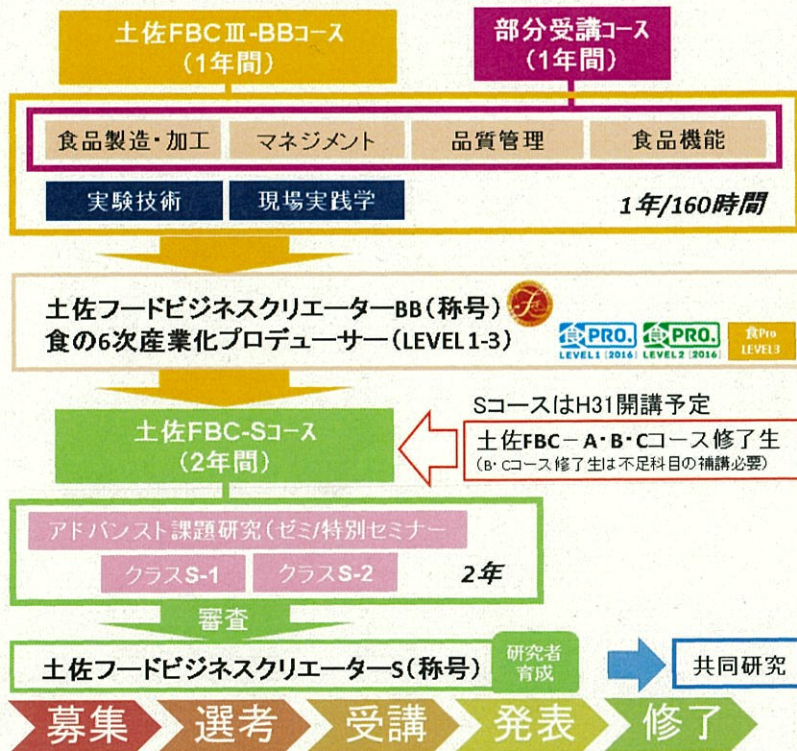 土佐FBCⅢ-BBコース
(1年間)
部分受講コース
(1年間)
食品製造・加工
マネジメント
品質管理
食品機能
実験技術
現場実践学
1年/160時間
土佐フードビジネスクリエーターBB(称号)
食の6次産業化プロデューサー(LEVEL1-3)
食PRO.
LEVEL1 [2016]
食PRO.
LEVEL2 [2016]
食Pro
LEVEL3
土佐FBC-Sコース
(2年間)
SコースはH31開講予定
土佐FBC－A・B・Cコース修了生
(B・Cコース修了生は不足科目の補講必要)
アドバンスト課題研究(ゼミ/特別セミナー
クラスS-1
クラスS-2
2年
審査
土佐フードビジネスクリエーターS(称号)
研究者
育成
共同研究
募集
選考
受講
発表
修了